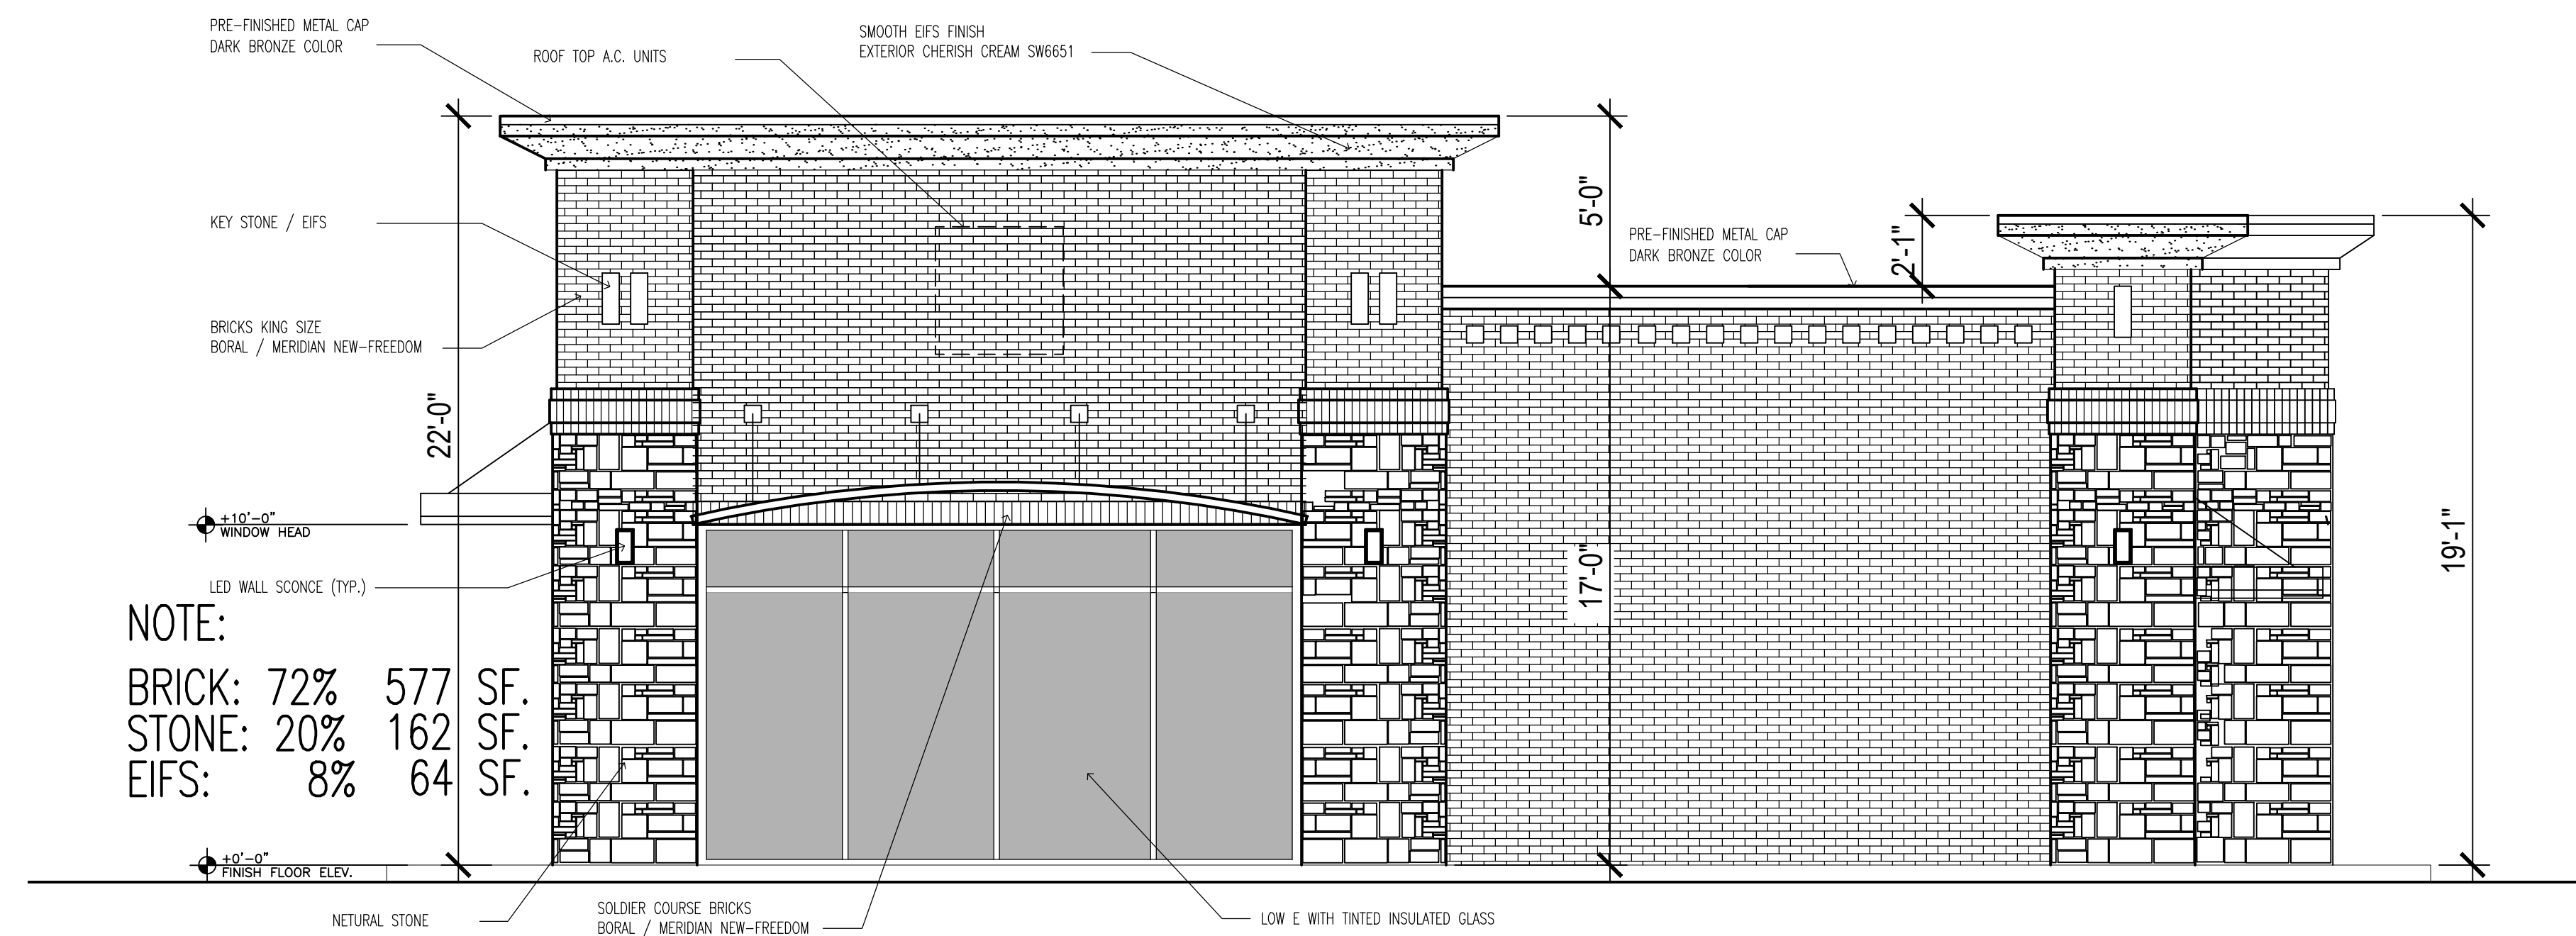 PRE-FINISHED METAL CAP
DARK BRONZE COLOR
ROOF TOP A.C. UNITS
SMOOTH EIFS FINISH
EXTERIOR CHERISH CREAM SW6651
KEY STONE / EIFS
BRICKS KING SIZE
BORAL / MERIDIAN NEW-FREEDOM
22'-0"
5'-0"
PRE-FINISHED METAL CAP
DARK BRONZE COLOR
2'-1"
+10'-0"
WINDOW HEAD
17'-0"
19'-1"
LED WALL SCONCE (TYP.)
NOTE:
BRICK: 72% 577 SF.
STONE: 20% 162 SF.
EIFS: 8% 64 SF.
+0'-0"
FINISH FLOOR ELEV.
NETURAL STONE
SOLDIER COURSE BRICKS
BORAL / MERIDIAN NEW-FREEDOM
LOW E WITH TINTED INSULATED GLASS